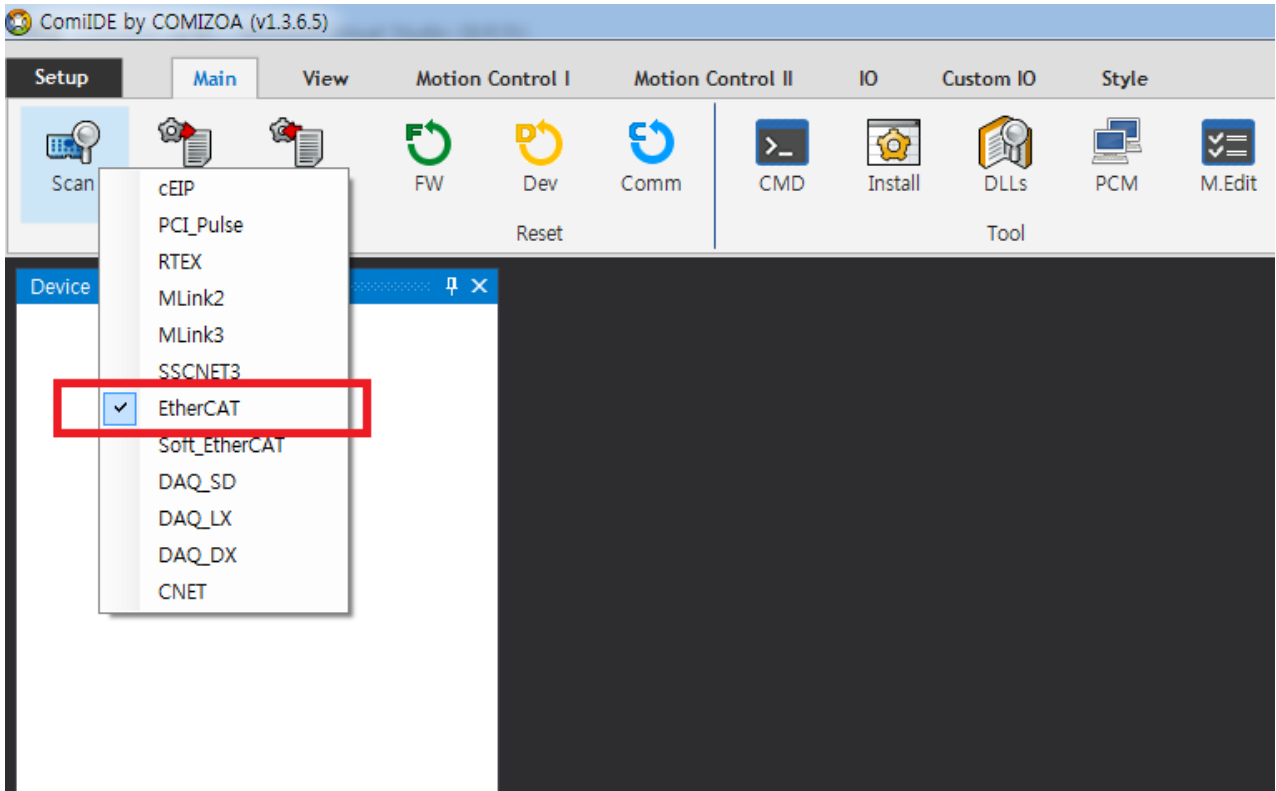 ComiIDE by COMIZOA (v1.3.6.5)
Setup Main View Motion Control I Motion Control II IO Custom IO Style
Scan FW Dev Comm CMD Install DLLs PCM M.Edit
Reset Tool
Device
cEIP
PCI_Pulse
RTEX
MLink2
MLink3
SSCNET3
EtherCAT
Soft_EtherCAT
DAQ_SD
DAQ_LX
DAQ_DX
CNET